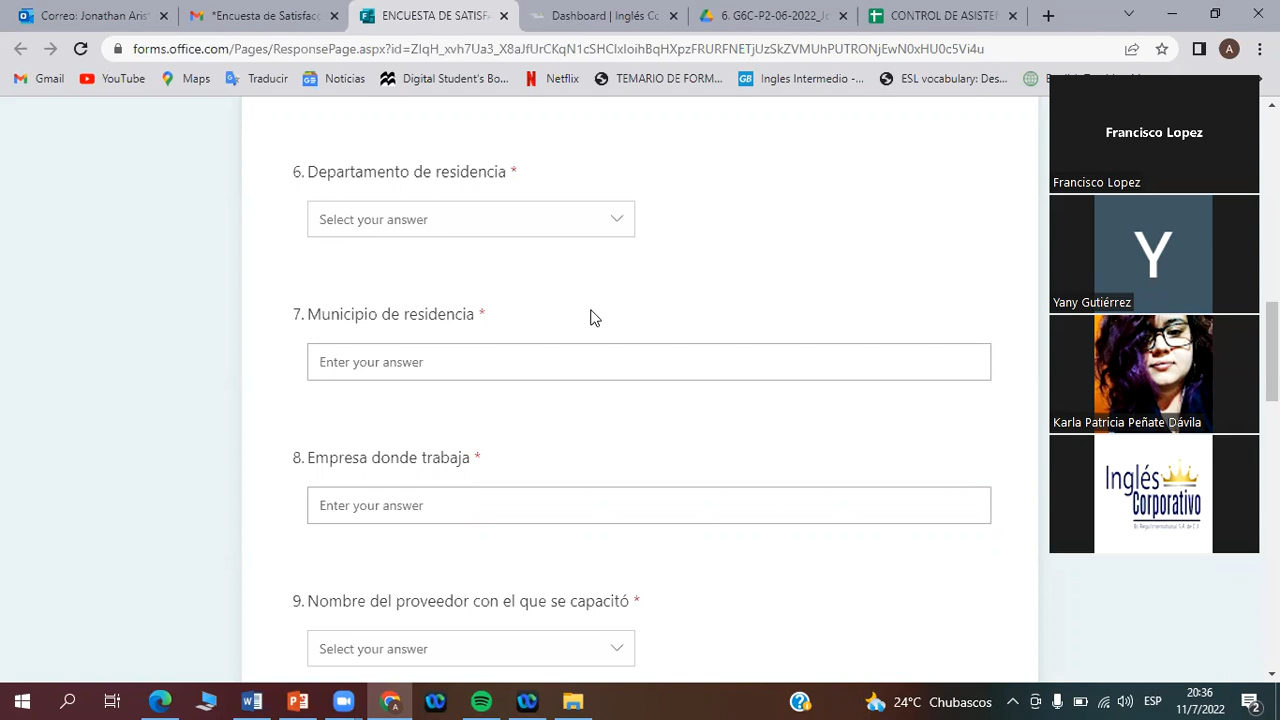 Correo: Jonathan Aris
*Encuesta de Satisfac
ENCUESTA DE SATISF
Dashboard | Inglés Co
6. G6C-P2-06-2022_Jo
CONTROL DE ASISTEN
forms.office.com/Pages/ResponsePage.aspx?id=ZIqH_xvh7Ua3_X8aJfUrCKqN1cSHClxIoihBqHXpzFRURFNETjUzSkZVMUhPUTRONjEwN0xHU0c5Vi4u
A
Gmail
YouTube
Maps
Traducir
Noticias
Digital Student's Bo...
Netflix
TEMARIO DE FORM...
Ingles Intermedio -...
ESL vocabulary: Des...
6. Departamento de residencia *
Select your answer
7. Municipio de residencia *
Enter your answer
8. Empresa donde trabaja *
Enter your answer
9. Nombre del proveedor con el que se capacitó *
Select your answer
Francisco Lopez
Francisco Lopez
Y
Yany Gutiérrez
Karla Patricia Peñate Dávila
Inglés
Corporativo
24°C Chubascos
ESP
20:36
11/7/2022
2